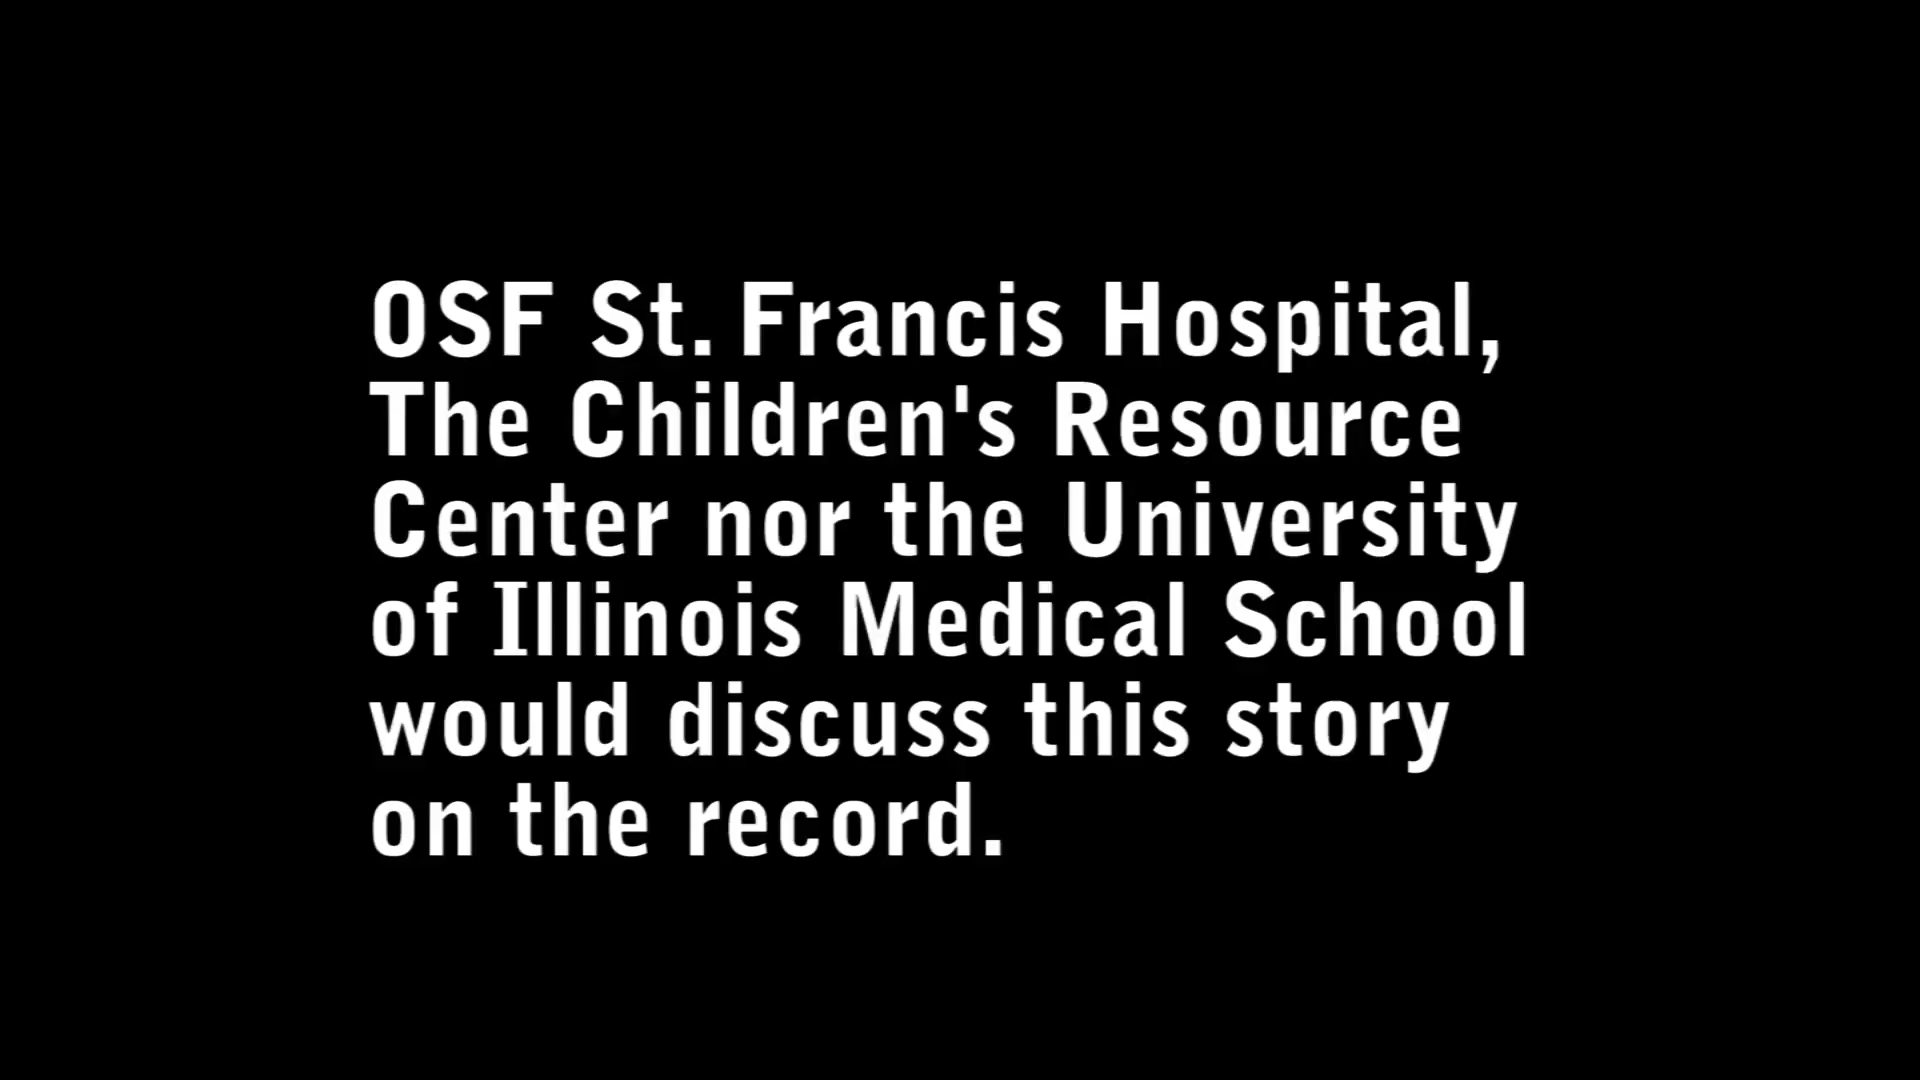 OSF St. Francis Hospital,
The Children's Resource
Center nor the University
of Illinois Medical School
would discuss this story
on the record.